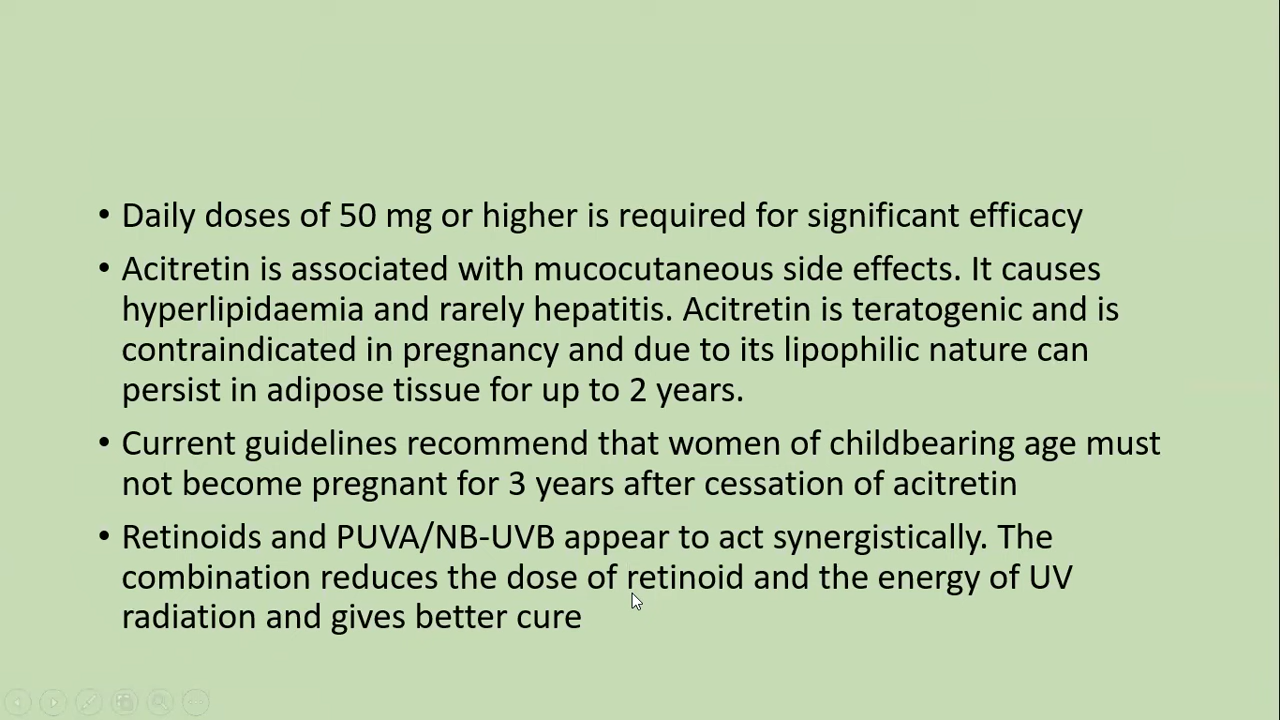 • Daily doses of 50 mg or higher is required for significant efficacy
• Acitretin is associated with mucocutaneous side effects. It causes
hyperlipidaemia and rarely hepatitis. Acitretin is teratogenic and is
contraindicated in pregnancy and due to its lipophilic nature can
persist in adipose tissue for up to 2 years.
• Current guidelines recommend that women of childbearing age must
not become pregnant for 3 years after cessation of acitretin
• Retinoids and PUVA/NB-UVB appear to act synergistically. The
combination reduces the dose of retinoid and the energy of UV
radiation and gives better cure